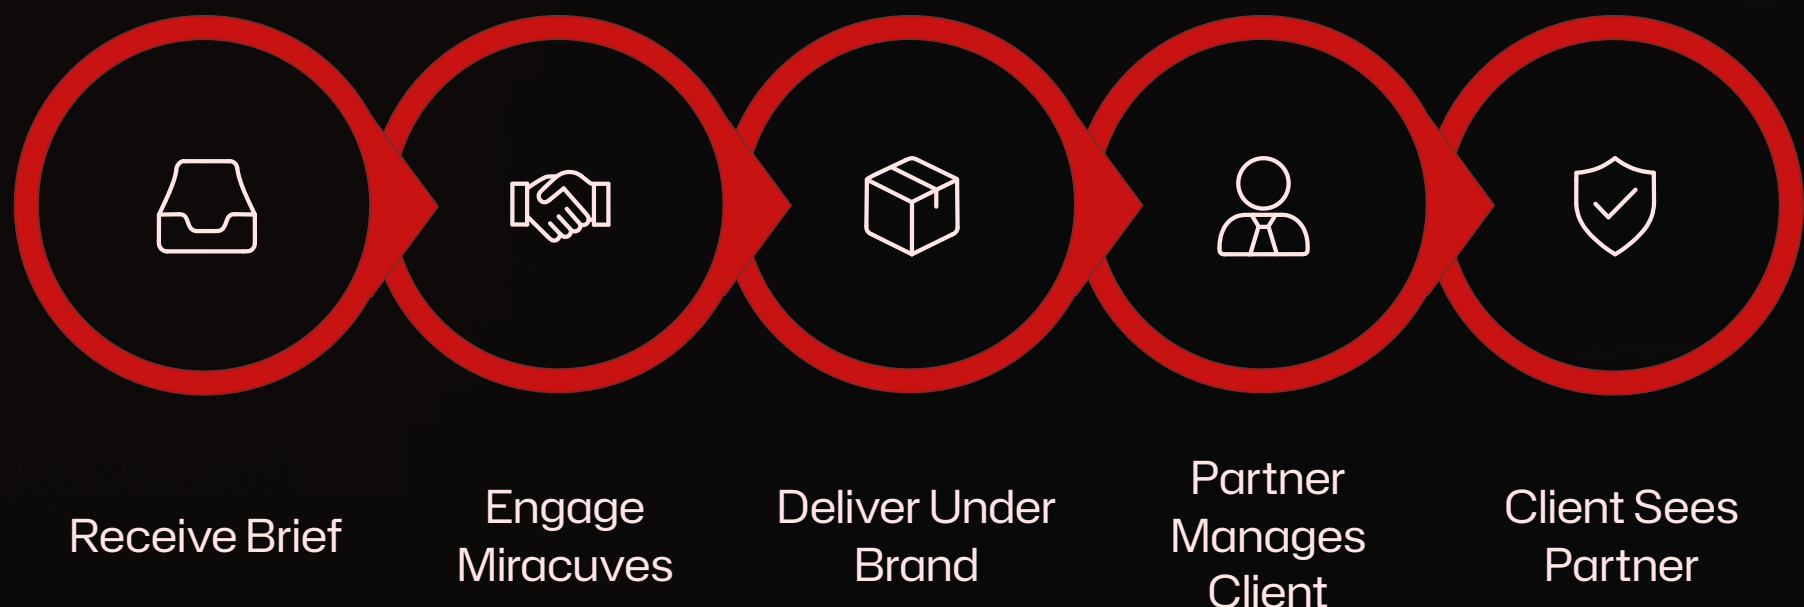 Receive Brief
Engage
Miracuves
Deliver Under
Brand
Partner
Manages
Client
Client Sees
Partner